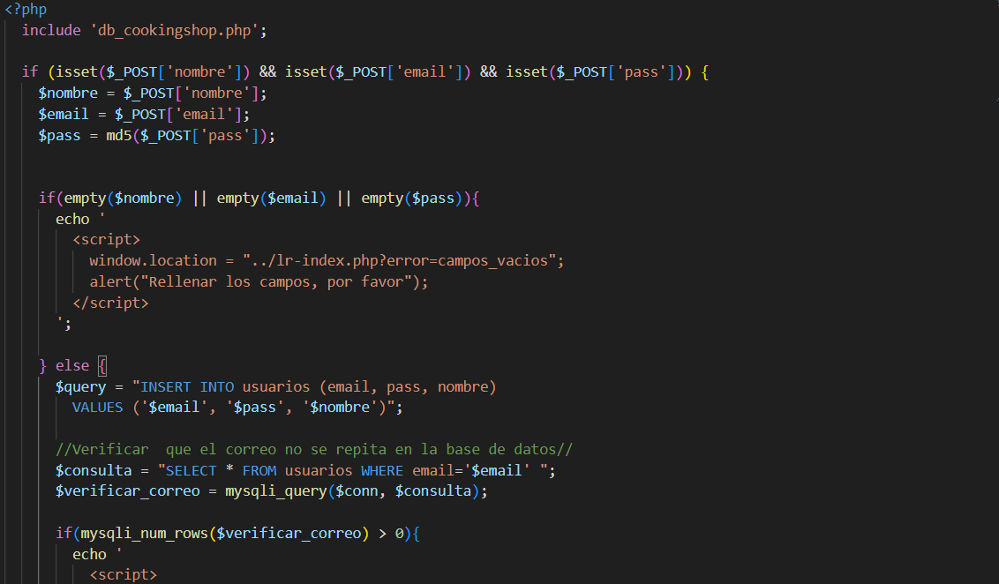 <?php
include 'db_cookingshop.php';
if (isset($_POST['nombre']) && isset($_POST['email']) && isset($_POST['pass'])) {
$nombre = $_POST['nombre'];
$email = $_POST['email'];
$pass = md5($_POST['pass']);
if(empty($nombre) || empty($email) || empty($pass)){
echo '
<script>
window.location = "../lr-index.php?error=campos_vacios";
alert("Rellenar los campos, por favor");
</script>
';
} else {
$query = "INSERT INTO usuarios (email, pass, nombre)
VALUES ('$email', '$pass', '$nombre')";
//Verificar  que el correo no se repita en la base de datos//
$consulta = "SELECT * FROM usuarios WHERE email='$email' ";
$verificar_correo = mysqli_query($conn, $consulta);
if(mysqli_num_rows($verificar_correo) > 0){
echo '
<script>